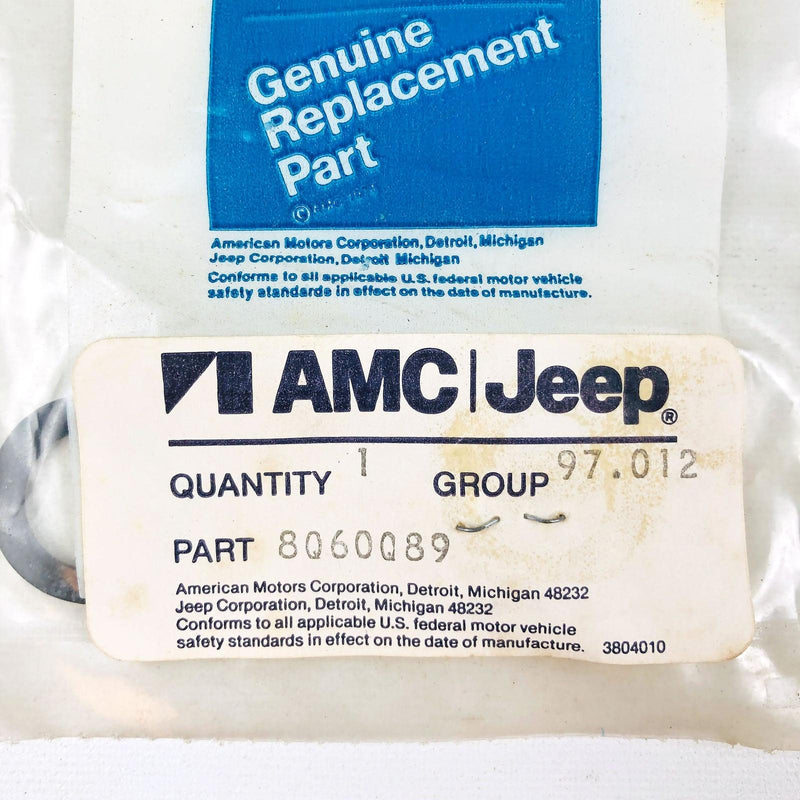 Genuine
Replacement
Part
©
American Motors Corporation, Detroit, Michigan
Jeep Corporation, Detroit Michigan
Conforms to all applicable U.S. federal motor vehicle
safety standards in effect on the date of manufacture.
AMC|Jeep®
QUANTITY 1 GROUP 97.012
PART 8060089
American Motors Corporation, Detroit, Michigan 48232
Jeep Corporation, Detroit, Michigan 48232
Conforms to all applicable U.S. federal motor vehicle
safety standards in effect on the date of manufacture. 3804010